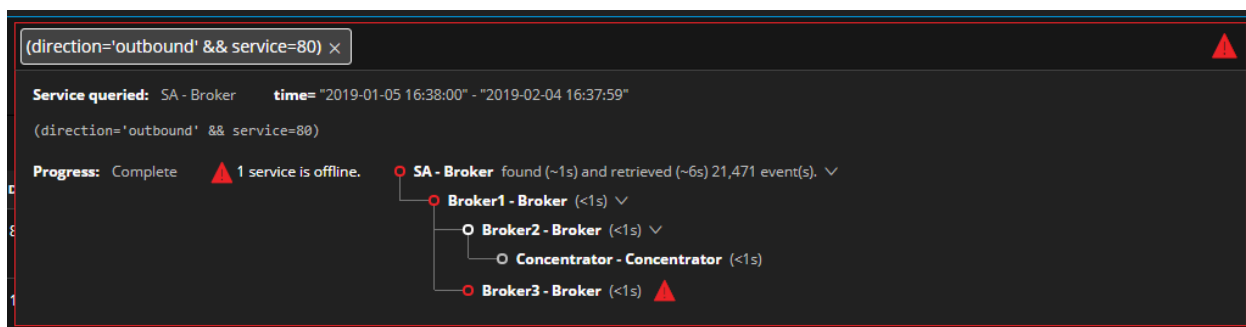 (direction='outbound' && service=80) ×
Service queried: SA - Broker time= "2019-01-05 16:38:00" - "2019-02-04 16:37:59"
(direction='outbound' && service=80)
Progress: Complete 1 service is offline. SA - Broker found (~1s) and retrieved (~6s) 21,471 event(s).
Broker1 - Broker (<1s)
Broker2 - Broker (<1s)
Concentrator - Concentrator (<1s)
Broker3 - Broker (<1s)